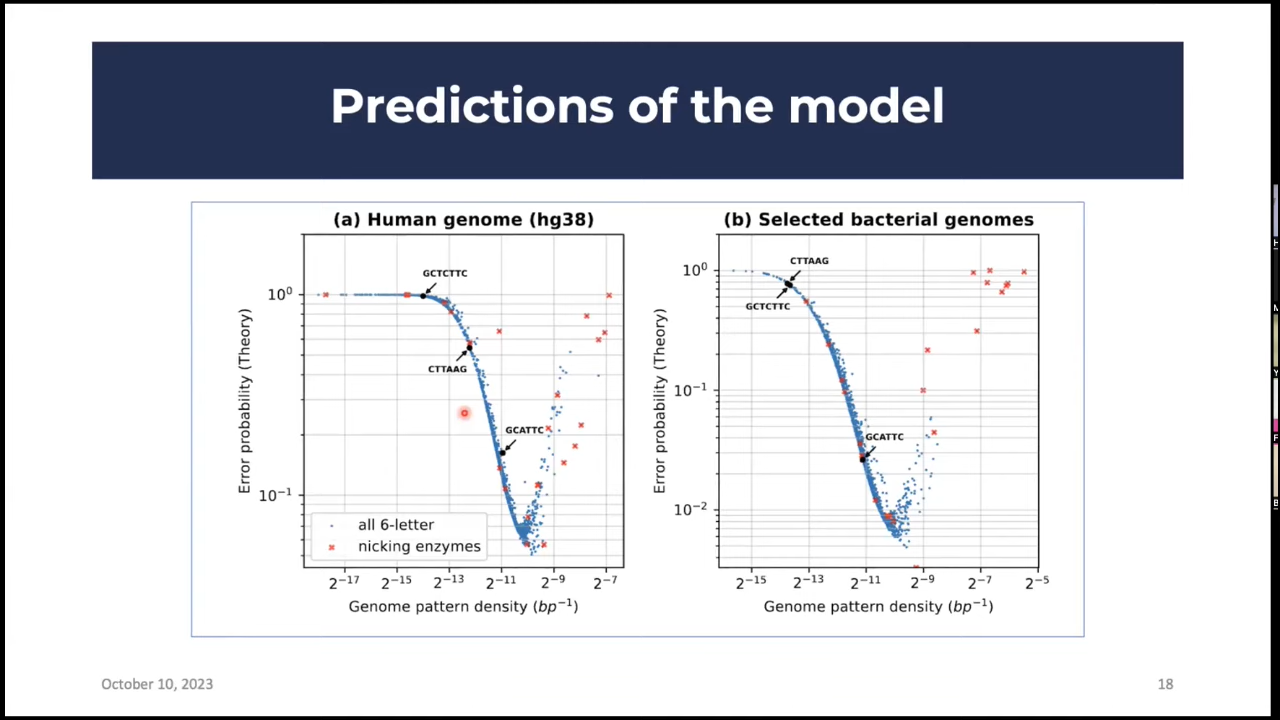 Predictions of the model
(a) Human genome (hg38)
10⁰
10⁻¹
Error probability (Theory)
GCTCTTC
CTTAAG
GCATTC
all 6-letter
nicking enzymes
2⁻¹⁷ 2⁻¹⁵ 2⁻¹³ 2⁻¹¹ 2⁻⁹ 2⁻⁷
Genome pattern density (bp⁻¹)
(b) Selected bacterial genomes
10⁰
10⁻¹
10⁻²
Error probability (Theory)
CTTAAG
GCTCTTC
GCATTC
2⁻¹⁵ 2⁻¹³ 2⁻¹¹ 2⁻⁹ 2⁻⁷ 2⁻⁵
Genome pattern density (bp⁻¹)
October 10, 2023
18